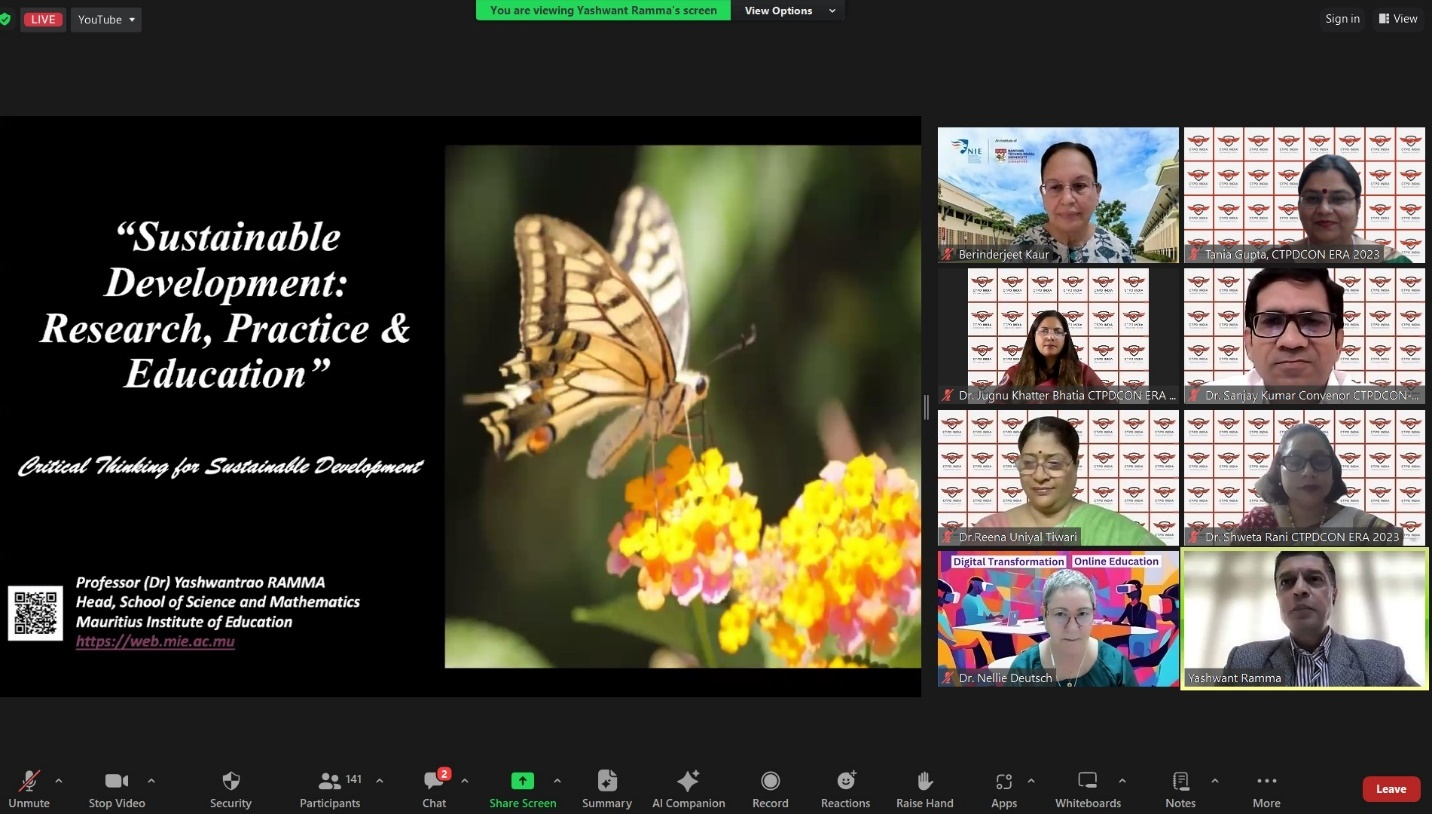 LIVE
YouTube
You are viewing Yashwant Ramma's screen
View Options
Sign in
View
“Sustainable
Development:
Research, Practice &
Education”
Critical Thinking for Sustainable Development
Professor (Dr) Yashwantrao RAMMA
Head, School of Science and Mathematics
Mauritius Institute of Education
https://web.mie.ac.mu
NIE
Berinderjeet Kaur
CTPD INDIA
Tania Gupta, CTPDCON ERA 2023
Dr. Jugnu Khatter Bhatia CTPDCON ERA ...
Dr. Sanjay Kumar Convenor CTPDCON-...
Dr.Reena Uniyal Tiwari
Dr. Shweta Rani CTPDCON ERA 2023
Digital Transformation Online Education
Dr. Nellie Deutsch
Yashwant Ramma
Unmute
Stop Video
Security
Participants
141
Chat
2
Share Screen
Summary
AI Companion
Record
Reactions
Raise Hand
Apps
Whiteboards
Notes
More
Leave